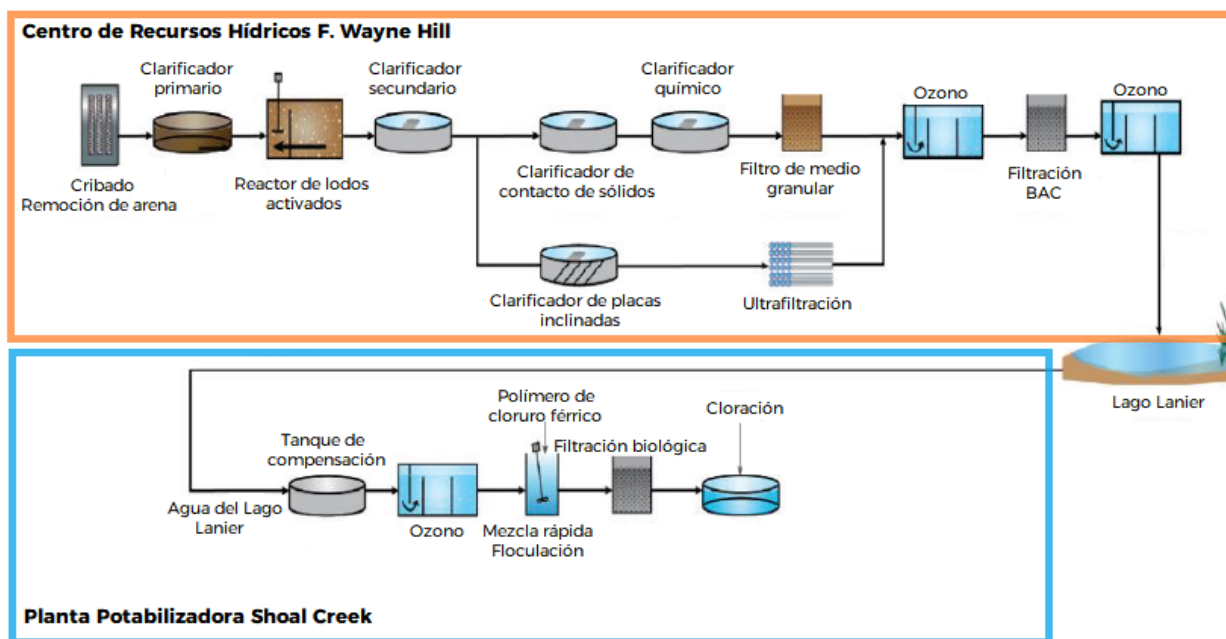 Centro de Recursos Hídricos F. Wayne Hill
Clarificador
primario
Clarificador
secundario
Clarificador
químico
Ozono
Ozono
Cribado
Remoción de arena
Reactor de lodos
activados
Clarificador de
contacto de sólidos
Filtro de medio
granular
Filtración
BAC
Clarificador de placas
inclinadas
Ultrafiltración
Lago Lanier
Polímero de
cloruro férrico
Cloración
Tanque de
compensación
Filtración biológica
Agua del Lago
Lanier
Ozono
Mezcla rápida
Floculación
Planta Potabilizadora Shoal Creek